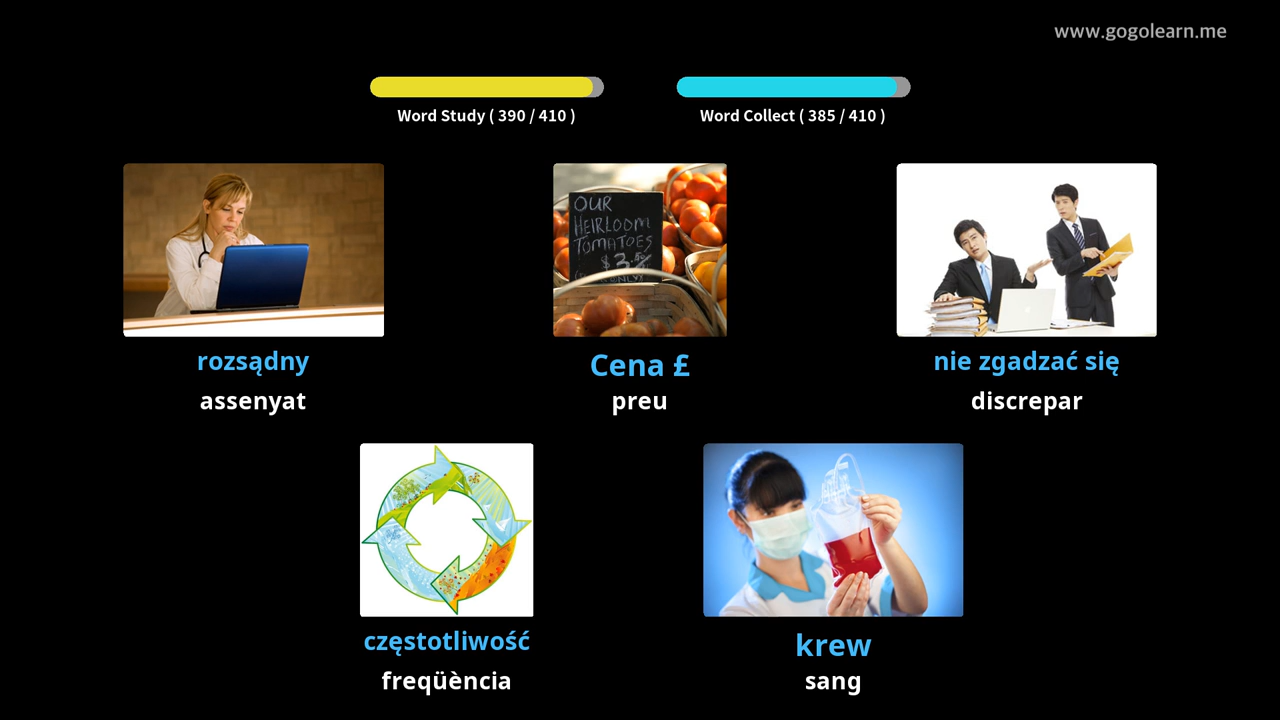 www.gogolearn.me
Word Study ( 390 / 410 )
Word Collect ( 385 / 410 )
OUR
HEIRLOOM
TOMATOES
rozsądny
Cena £
nie zgadzać się
assenyat
preu
discrepar
częstotliwość
krew
freqüència
sang